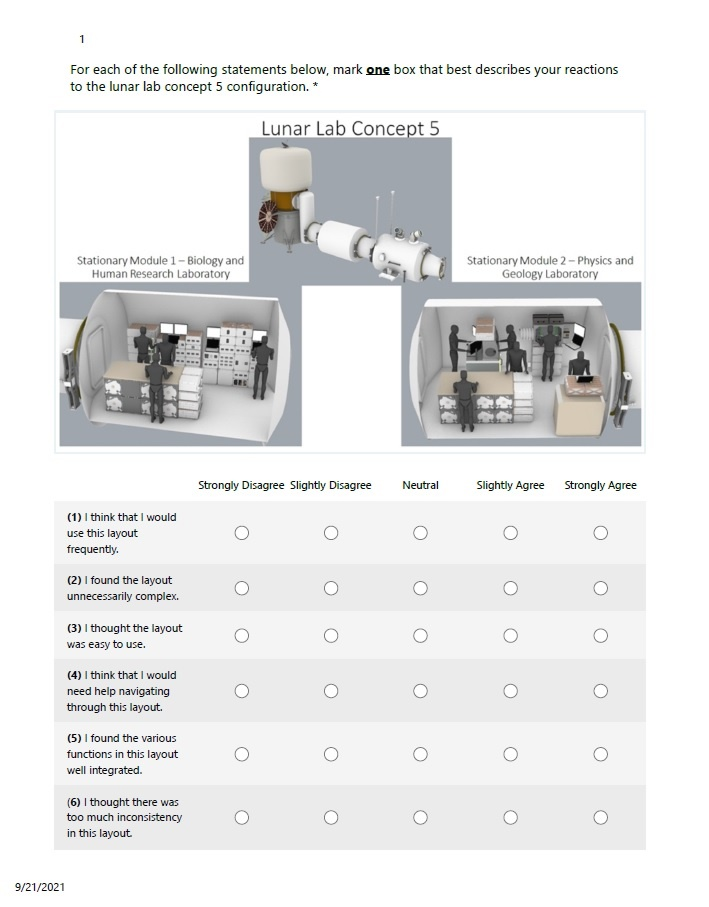 1
For each of the following statements below, mark one box that best describes your reactions
to the lunar lab concept 5 configuration. *
Lunar Lab Concept 5
Stationary Module 1 – Biology and
Human Research Laboratory
Stationary Module 2 – Physics and
Geology Laboratory
Strongly Disagree Slightly Disagree Neutral Slightly Agree Strongly Agree
(1) I think that I would
use this layout
frequently.
(2) I found the layout
unnecessarily complex.
(3) I thought the layout
was easy to use.
(4) I think that I would
need help navigating
through this layout.
(5) I found the various
functions in this layout
well integrated.
(6) I thought there was
too much inconsistency
in this layout.
9/21/2021